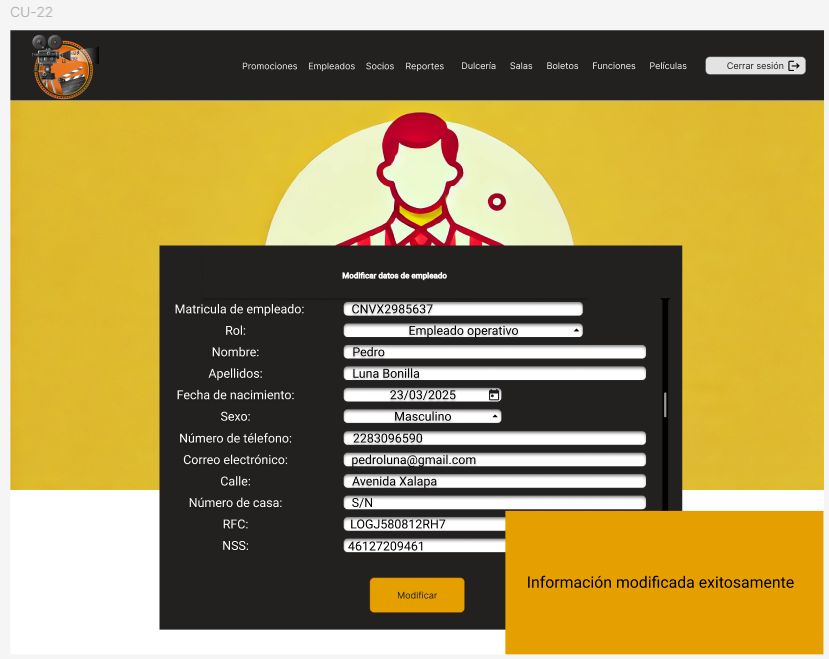 CU-22
Promociones Empleados Socios Reportes Dulcería Salas Boletos Funciones Películas Cerrar sesión
Modificar datos de empleado
Matricula de empleado: CNVX2985637
Rol: Empleado operativo
Nombre: Pedro
Apellidos: Luna Bonilla
Fecha de nacimiento: 23/03/2025
Sexo: Masculino
Número de télefono: 2283096590
Correo electrónico: pedroluna@gmail.com
Calle: Avenida Xalapa
Número de casa: S/N
RFC: LOGJ580812RH7
NSS: 46127209461
Información modificada exitosamente
Modificar